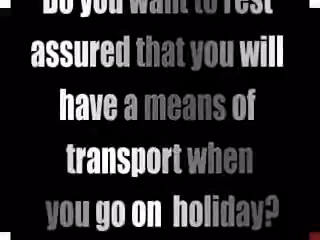 Do you want to rest
assured that you will
have a means of
transport when
you go on holiday?